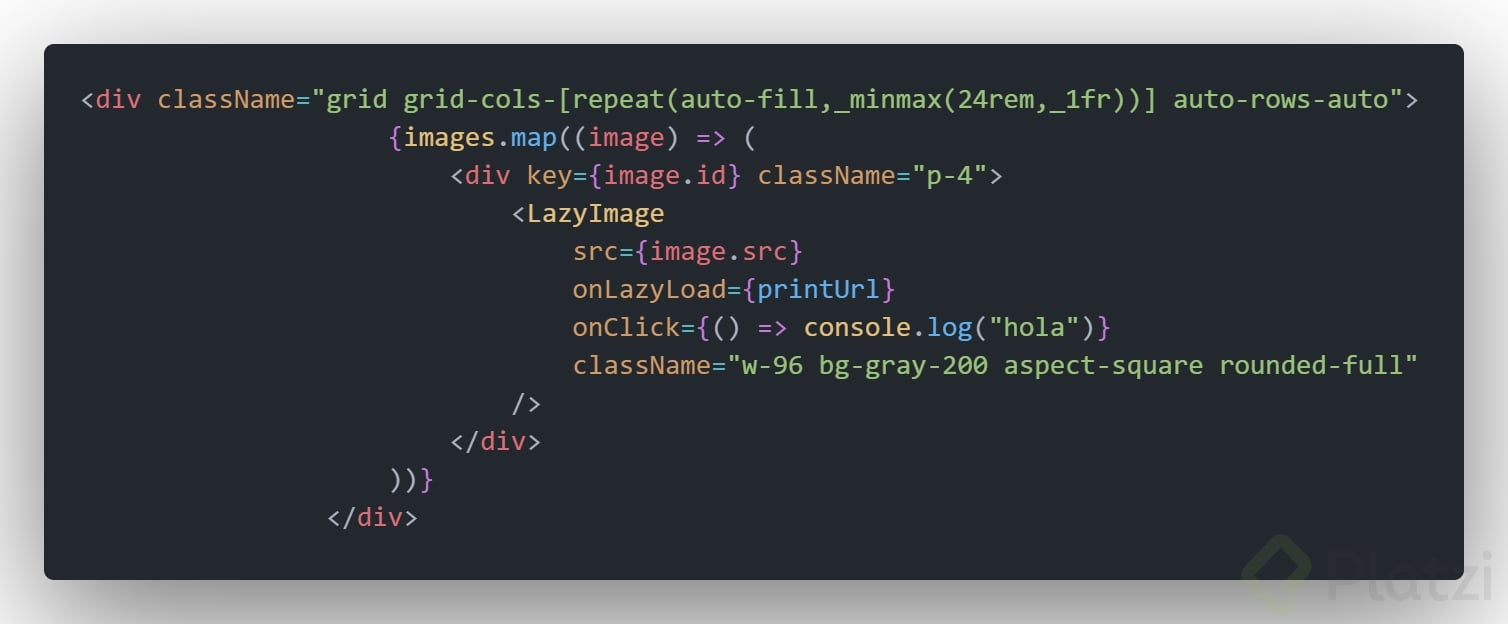 <div className="grid grid-cols-[repeat(auto-fill,_minmax(24rem,_1fr))] auto-rows-auto">
{images.map((image) => (
<div key={image.id} className="p-4">
<LazyImage
src={image.src}
onLazyLoad={printUrl}
onClick={() => console.log("hola")}
className="w-96 bg-gray-200 aspect-square rounded-full"
/>
</div>
))}
</div>
Platzi